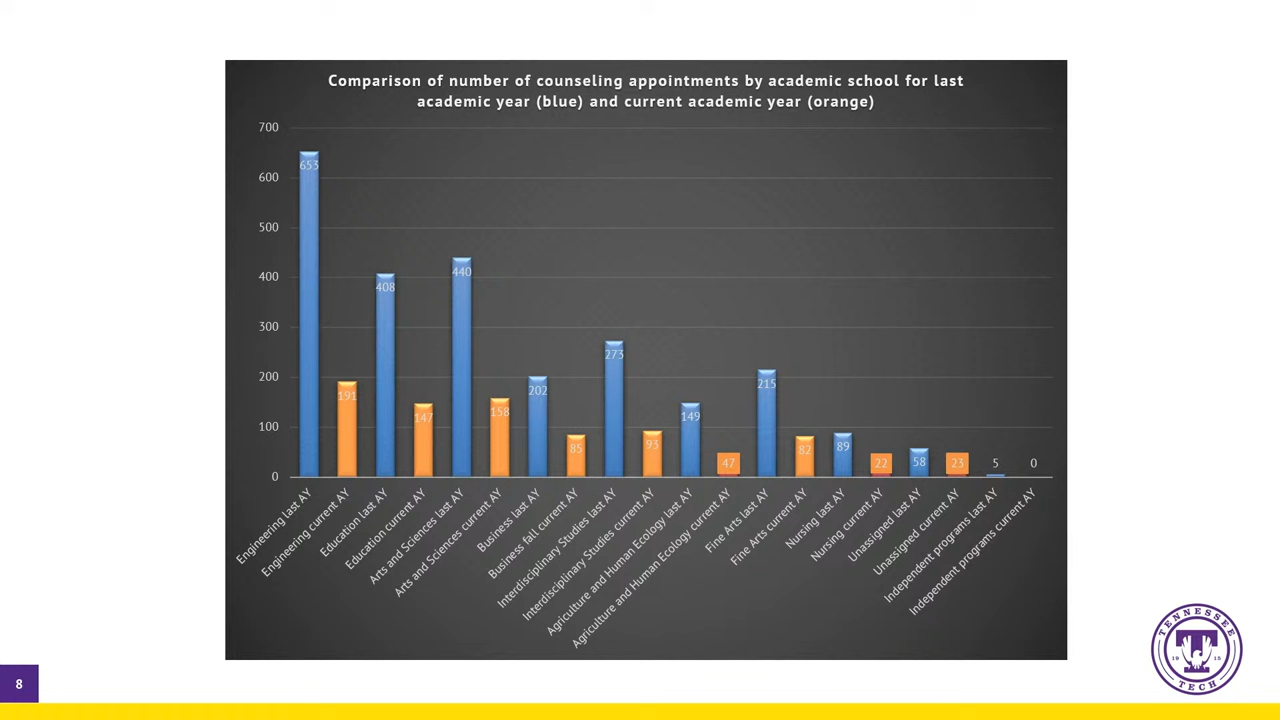 Comparison of number of counseling appointments by academic school for last
academic year (blue) and current academic year (orange)
700
600
500
400
300
200
100
0
653
191
408
147
440
158
202
85
273
93
149
47
215
82
89
22
58
23
5
0
Engineering last AY
Engineering current AY
Education last AY
Education current AY
Arts and Sciences last AY
Arts and Sciences current AY
Business last AY
Business fall current AY
Interdisciplinary Studies last AY
Interdisciplinary Studies current AY
Agriculture and Human Ecology last AY
Agriculture and Human Ecology current AY
Fine Arts last AY
Fine Arts current AY
Nursing last AY
Nursing current AY
Unassigned last AY
Unassigned current AY
Independent programs last AY
Independent programs current AY
TENNESSEE
T
19 15
TECH
8